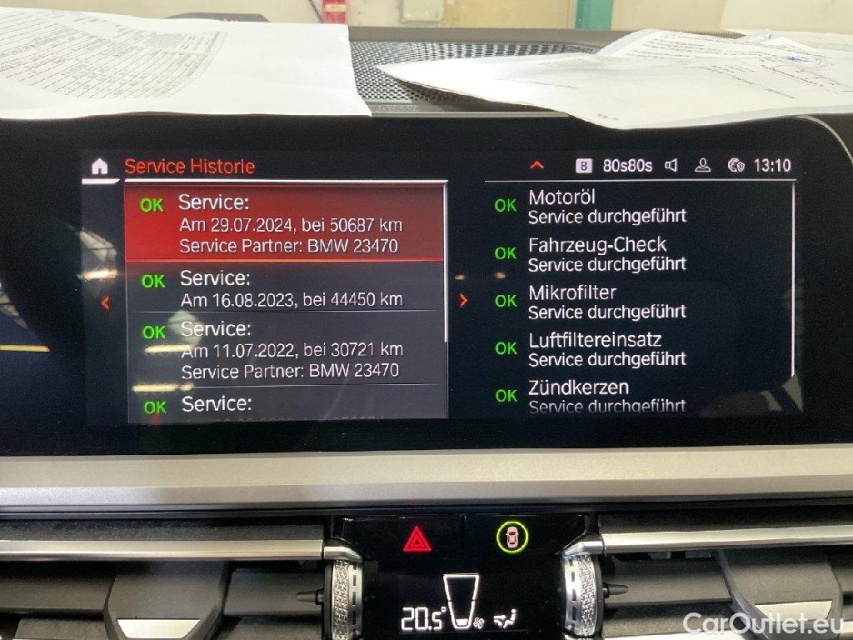 Service Historie
B 80s80s 13:10
OK Service:
Am 29.07.2024, bei 50687 km
Service Partner: BMW 23470
OK Service:
Am 16.08.2023, bei 44450 km
OK Service:
Am 11.07.2022, bei 30721 km
Service Partner: BMW 23470
OK Service:
OK Motoröl
Service durchgeführt
OK Fahrzeug-Check
Service durchgeführt
OK Mikrofilter
Service durchgeführt
OK Luftfiltereinsatz
Service durchgeführt
OK Zündkerzen
Service durchgeführt
20.5°
CarOutlet.eu